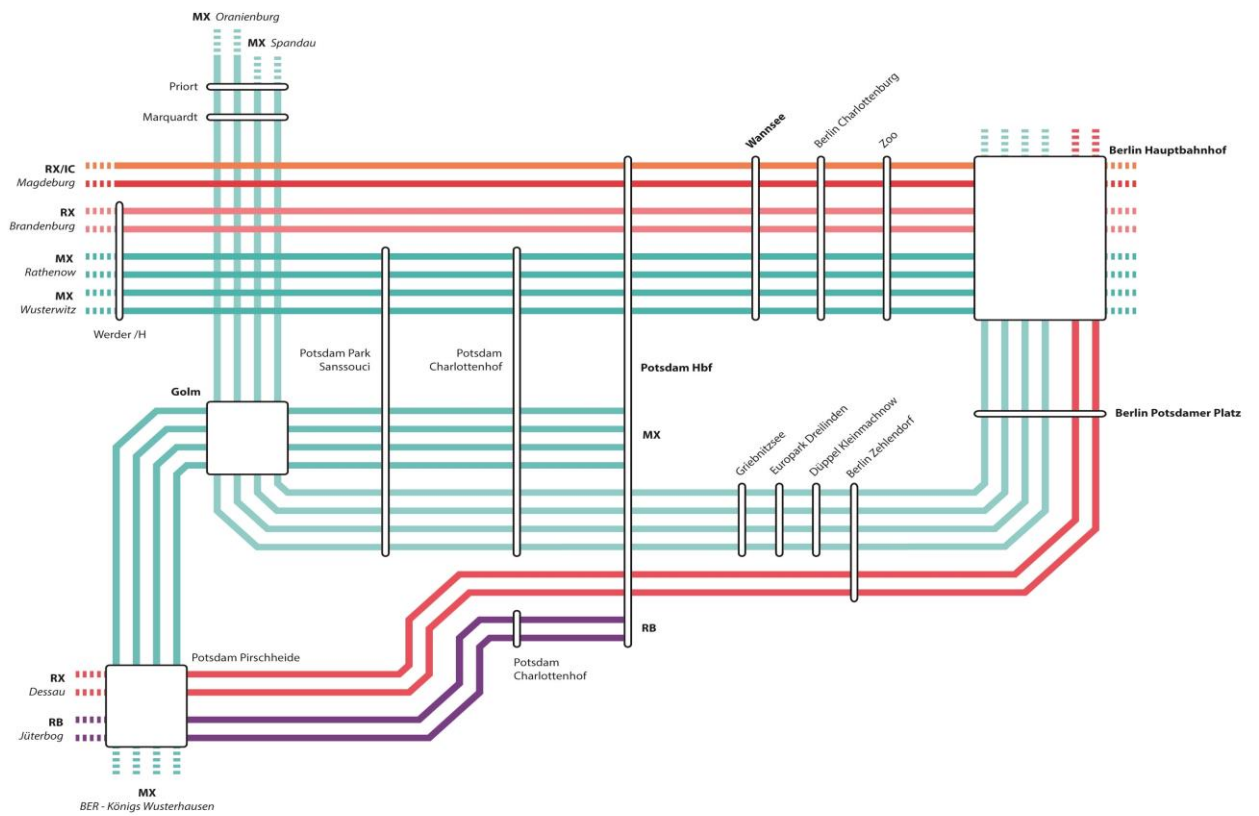 MX Oranienburg
MX Spandau
Priort
Marquardt
Wannsee
Berlin Charlottenburg
Zoo
Berlin Hauptbahnhof
RX/IC
Magdeburg
RX
Brandenburg
MX
Rathenow
MX
Wusterwitz
Werder /H
Potsdam Park
Sanssouci
Potsdam
Charlottenhof
Potsdam Hbf
Golm
Berlin Potsdamer Platz
MX
Griebnitzsee
Europark Dreilinden
Düppel Kleinmachnow
Berlin Zehlendorf
RB
Potsdam Pirschheide
Potsdam
Charlottenhof
RX
Dessau
RB
Jüterbog
MX
BER - Königs Wusterhausen